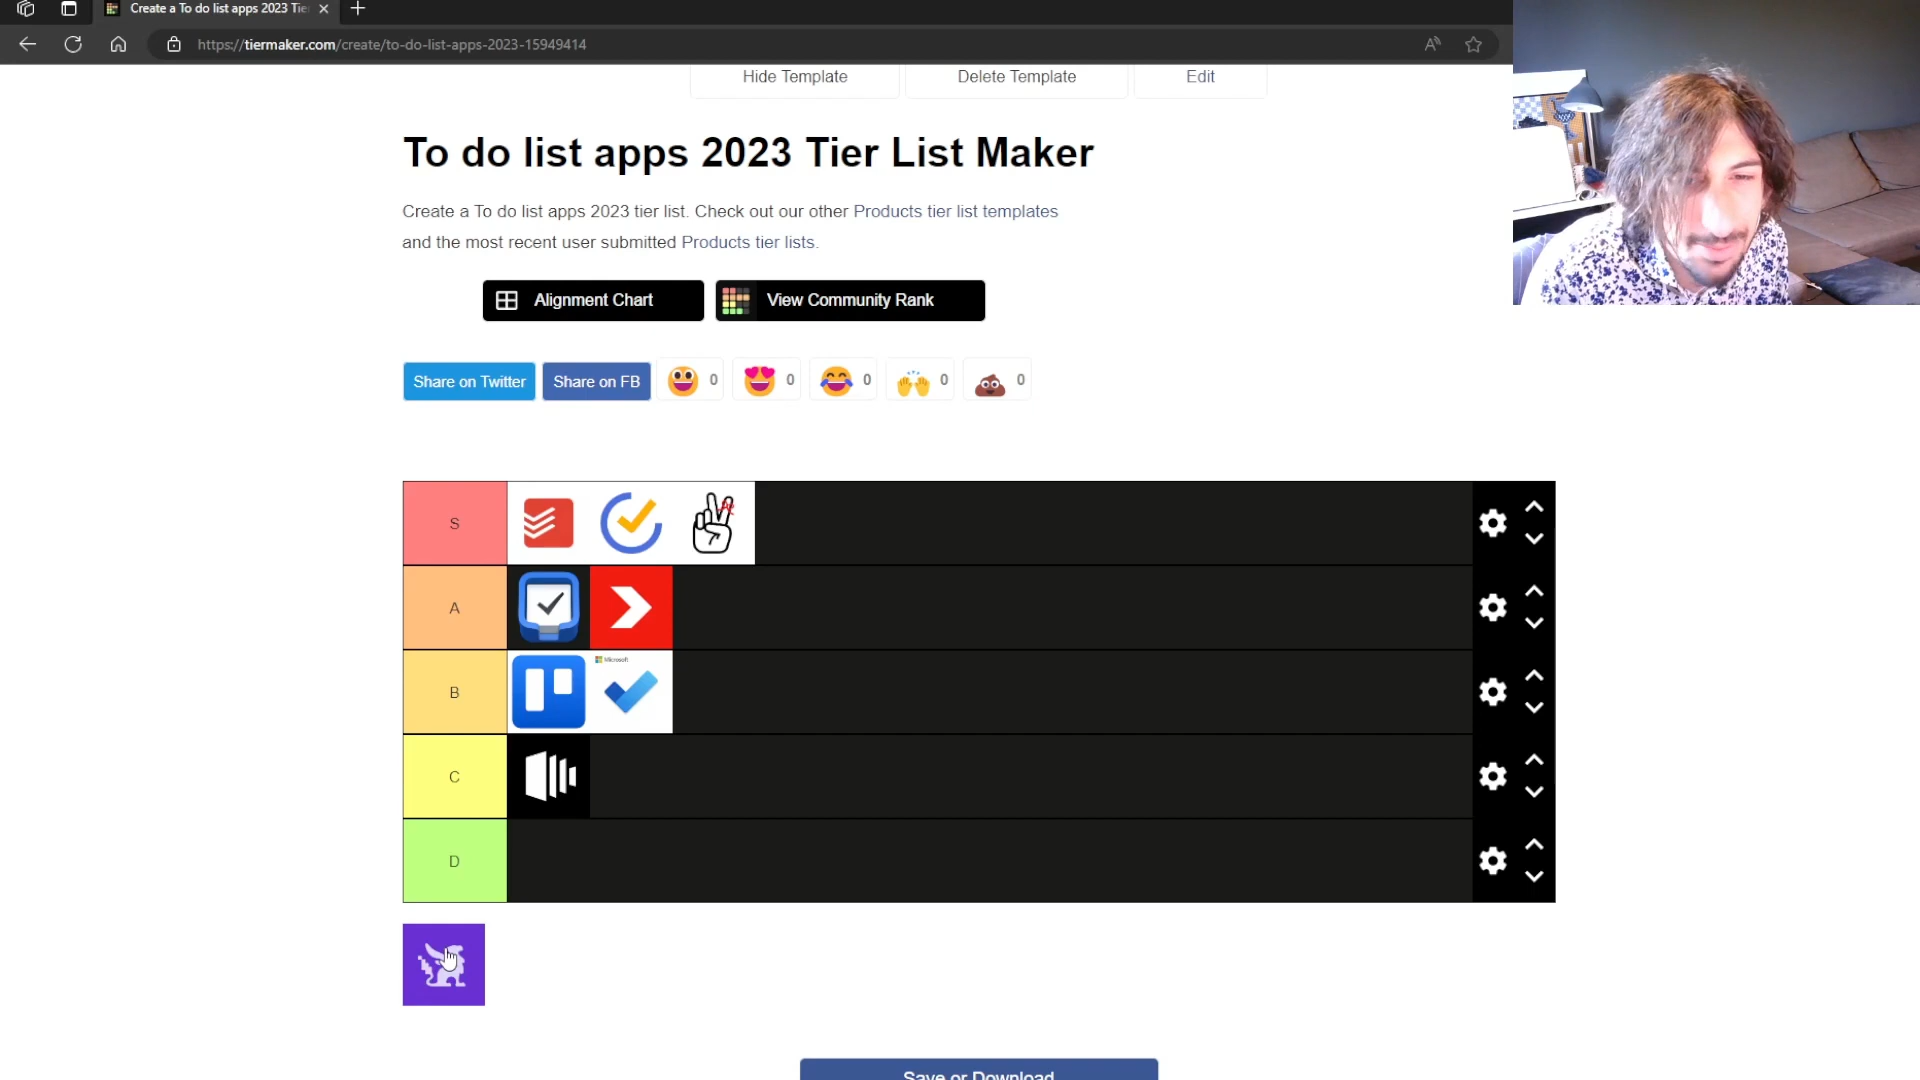 Create a To do list apps 2023 Tie
https://tiermaker.com/create/to-do-list-apps-2023-15949414
Hide Template
Delete Template
Edit
To do list apps 2023 Tier List Maker
Create a To do list apps 2023 tier list. Check out our other Products tier list templates
and the most recent user submitted Products tier lists.
Alignment Chart
View Community Rank
Share on Twitter
Share on FB
0
0
0
0
0
S
A
B
Microsoft
C
D
Save or Download